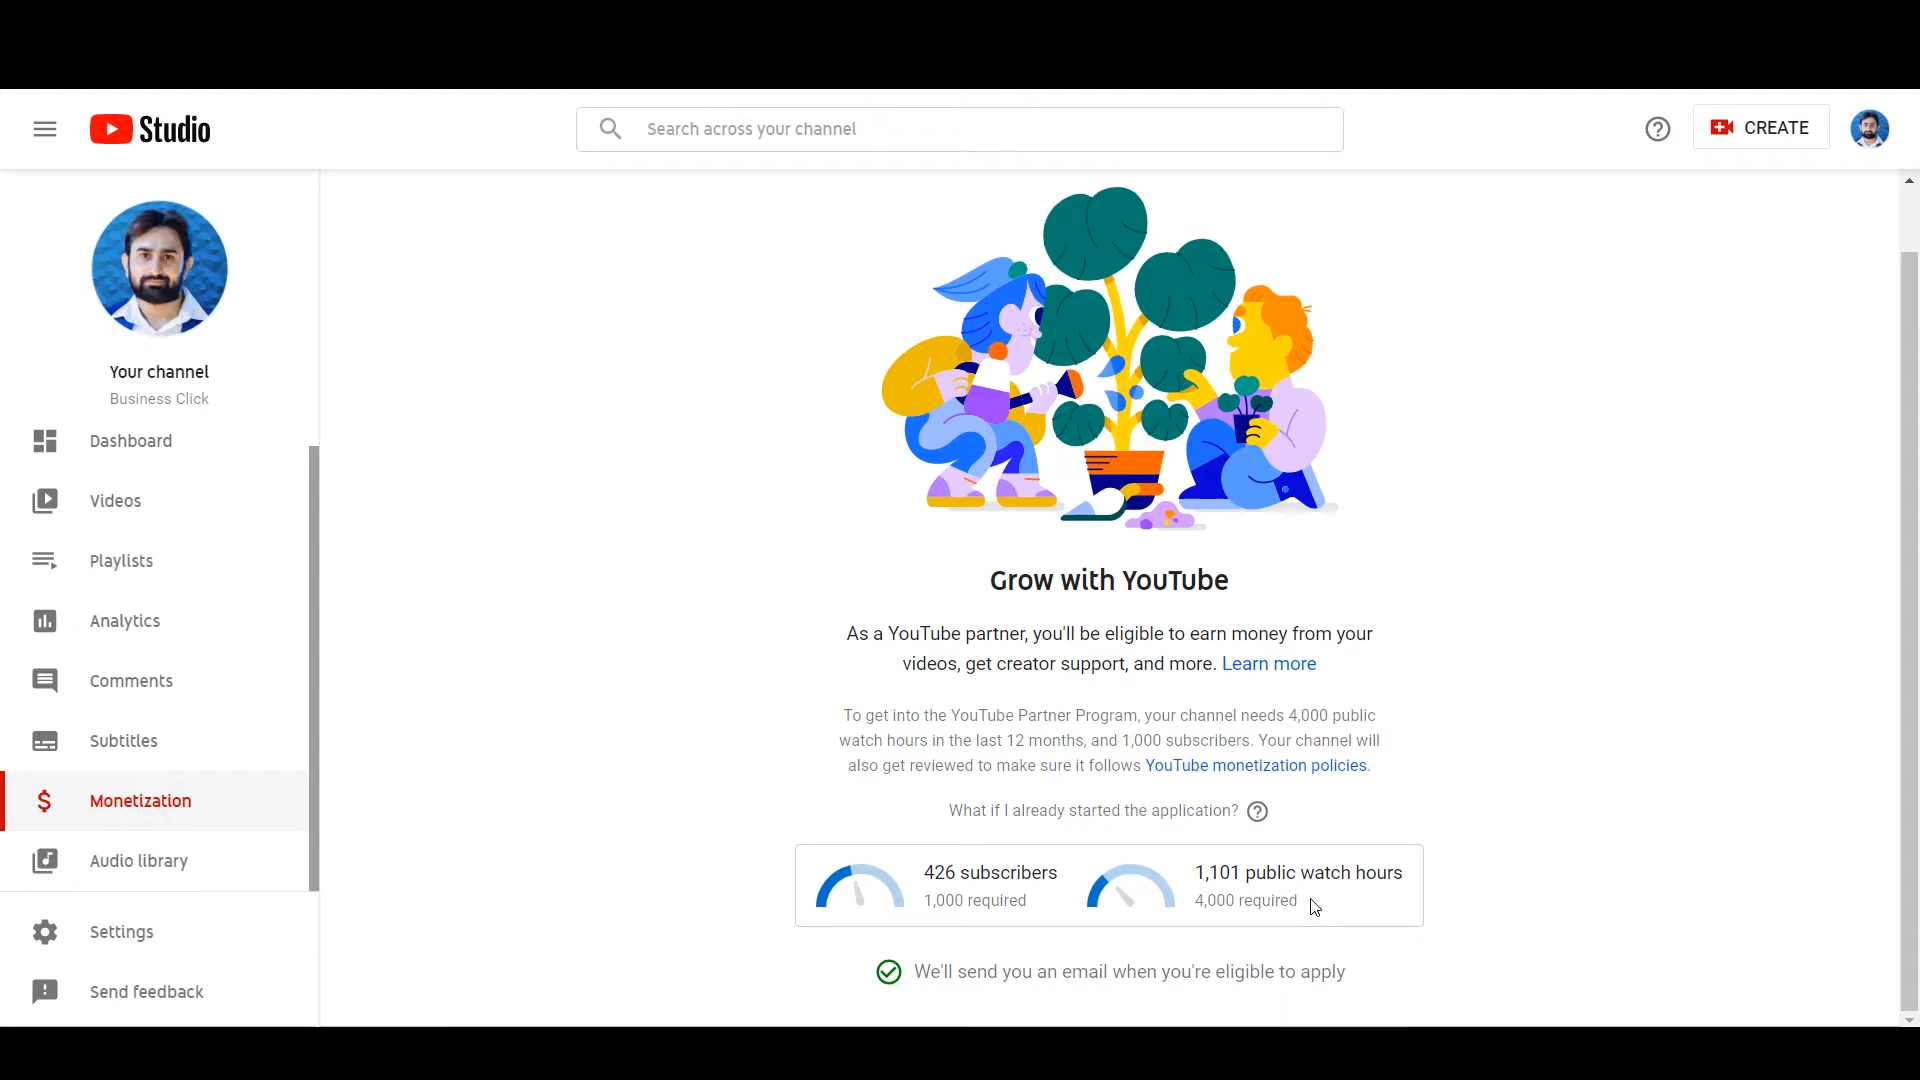 Studio
Search across your channel
CREATE
Your channel
Business Click
Dashboard
Videos
Playlists
Analytics
Comments
Subtitles
Monetization
Audio library
Settings
Send feedback
Grow with YouTube
As a YouTube partner, you'll be eligible to earn money from your
videos, get creator support, and more. Learn more
To get into the YouTube Partner Program, your channel needs 4,000 public
watch hours in the last 12 months, and 1,000 subscribers. Your channel will
also get reviewed to make sure it follows YouTube monetization policies.
What if I already started the application?
426 subscribers
1,000 required
1,101 public watch hours
4,000 required
We'll send you an email when you're eligible to apply